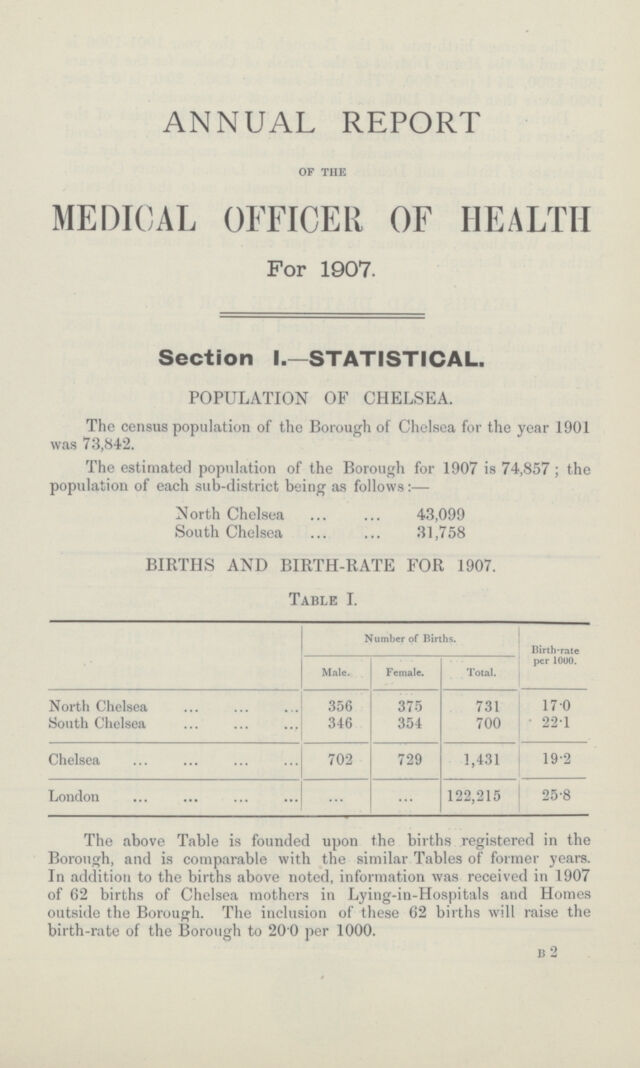 ANNUAL REPORT
OF THE
MEDICAL OFFICER OF HEALTH
For 1907.
Section I.—STATISTICAL.
POPULATION OF CHELSEA.
The census population of the Borough of Chelsea for the year 1901
was 73,842.
The estimated population of the Borough for 1907 is 74,857 ; the
population of each sub-district being as follows :—
North Chelsea ... ... 43,099
South Chelsea ... ... 31,758
BIRTHS AND BIRTH-RATE FOR 1907.
TABLE I.
Number of Births. Birth-rate per 1000.
Male. Female. Total.
North Chelsea ... ... ... 356 375 731 17·0
South Chelsea ... ... ... 346 354 700 22·1
Chelsea ... ... ... ... 702 729 1,431 19·2
London ... ... ... ... ... ... 122,215 25·8
The above Table is founded upon the births registered in the
Borough, and is comparable with the similar Tables of former years.
In addition to the births above noted, information was received in 1907
of 62 births of Chelsea mothers in Lying-in-Hospitals and Homes
outside the Borough. The inclusion of these 62 births will raise the
birth-rate of the Borough to 20·0 per 1000.
B 2